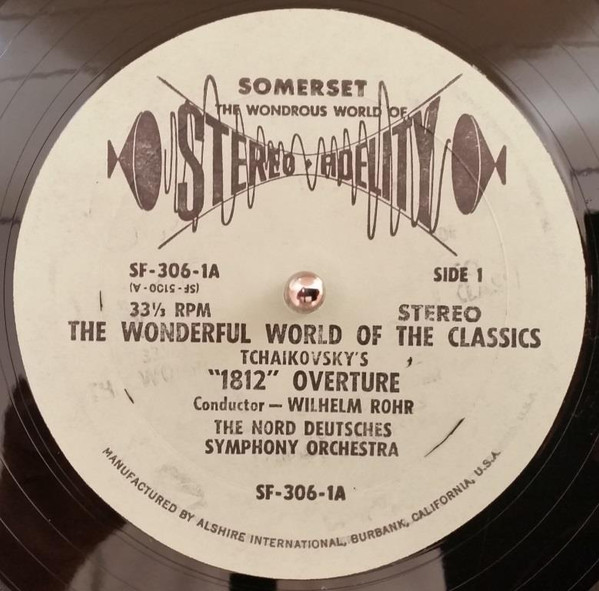 SOMERSET
THE WONDROUS WORLD OF
STEREO-FIDELITY
SF-306-1A
SIDE 1
(SF-5100-A)
33⅓ RPM
STEREO
THE WONDERFUL WORLD OF THE CLASSICS
TCHAIKOVSKY'S
"1812" OVERTURE
Conductor — WILHELM ROHR
THE NORD DEUTSCHES
SYMPHONY ORCHESTRA
SF-306-1A
MANUFACTURED BY ALSHIRE INTERNATIONAL, BURBANK, CALIFORNIA, U.S.A.